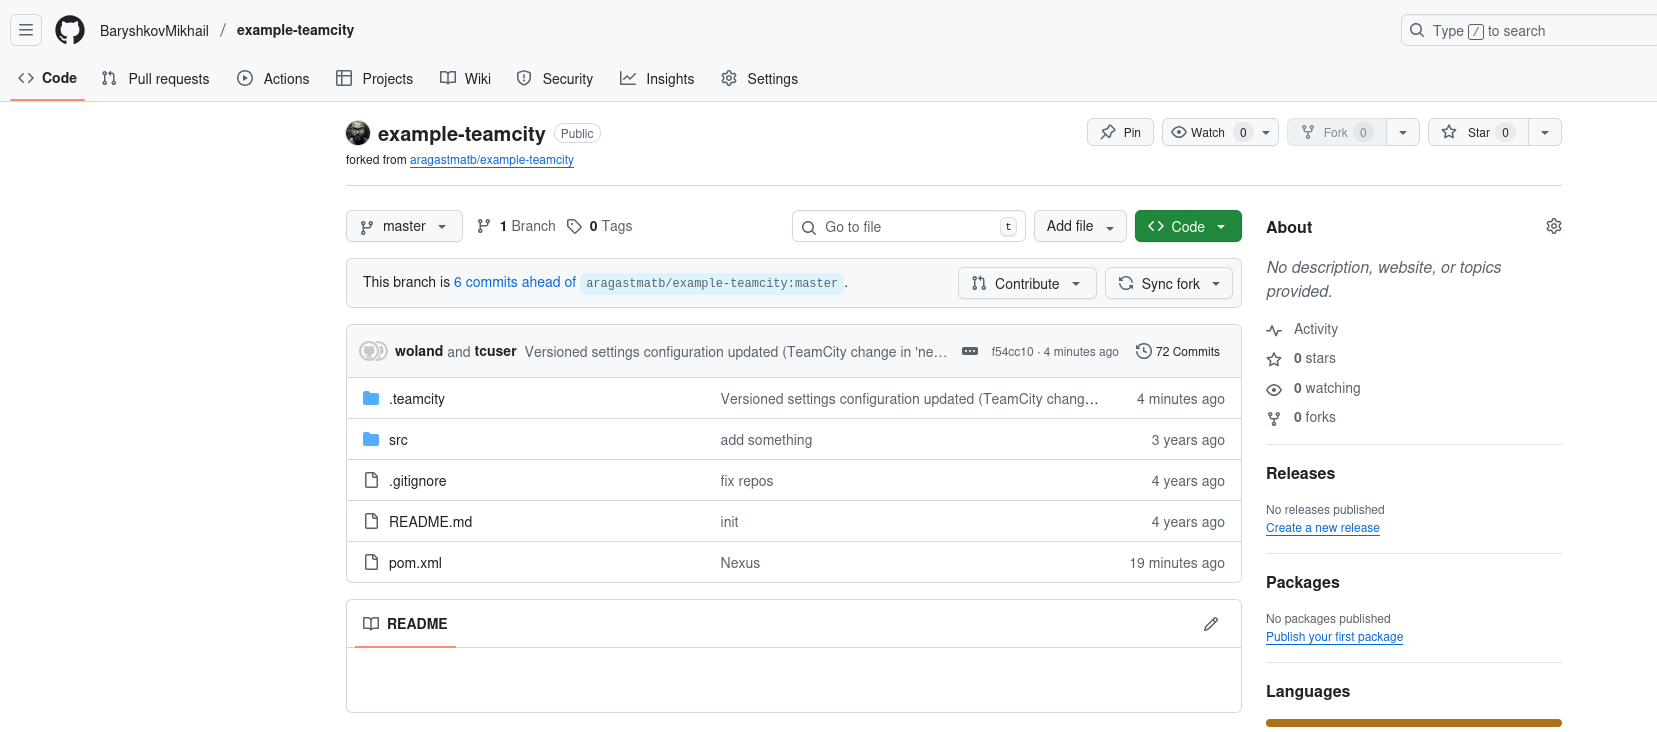 BaryshkovMikhail / example-teamcity
Type / to search
Code Pull requests Actions Projects Wiki Security Insights Settings
example-teamcity Public
Pin Watch 0 Fork 0 Star 0
forked from aragastmatb/example-teamcity
master 1 Branch 0 Tags Go to file t Add file Code
This branch is 6 commits ahead of aragastmatb/example-teamcity:master .
Contribute Sync fork
woland and tcuser Versioned settings configuration updated (TeamCity change in 'ne… f54cc10 · 4 minutes ago 72 Commits
.teamcity Versioned settings configuration updated (TeamCity chang… 4 minutes ago
src add something 3 years ago
.gitignore fix repos 4 years ago
README.md init 4 years ago
pom.xml Nexus 19 minutes ago
README
About
No description, website, or topics
provided.
Activity
0 stars
0 watching
0 forks
Releases
No releases published
Create a new release
Packages
No packages published
Publish your first package
Languages